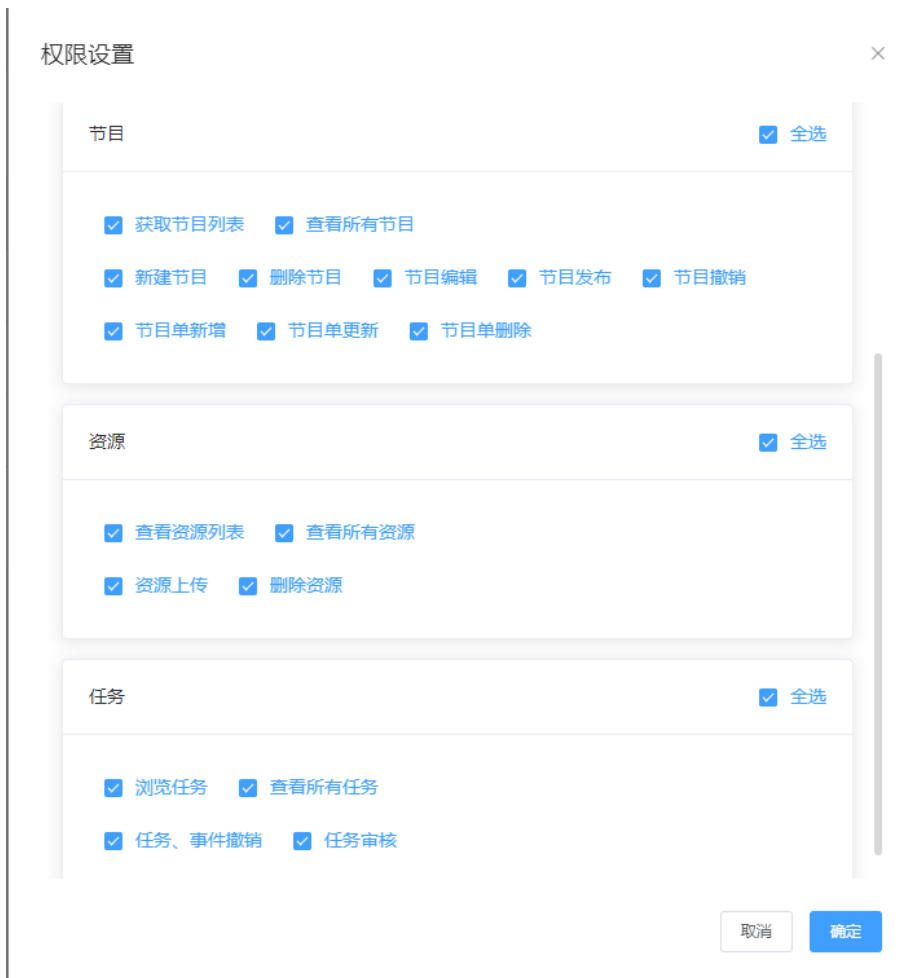 权限设置
节目 全选
获取节目列表 查看所有节目
新建节目 删除节目 节目编辑 节目发布 节目撤销
节目单新增 节目单更新 节目单删除
资源 全选
查看资源列表 查看所有资源
资源上传 删除资源
任务 全选
浏览任务 查看所有任务
任务、事件撤销 任务审核
取消 确定